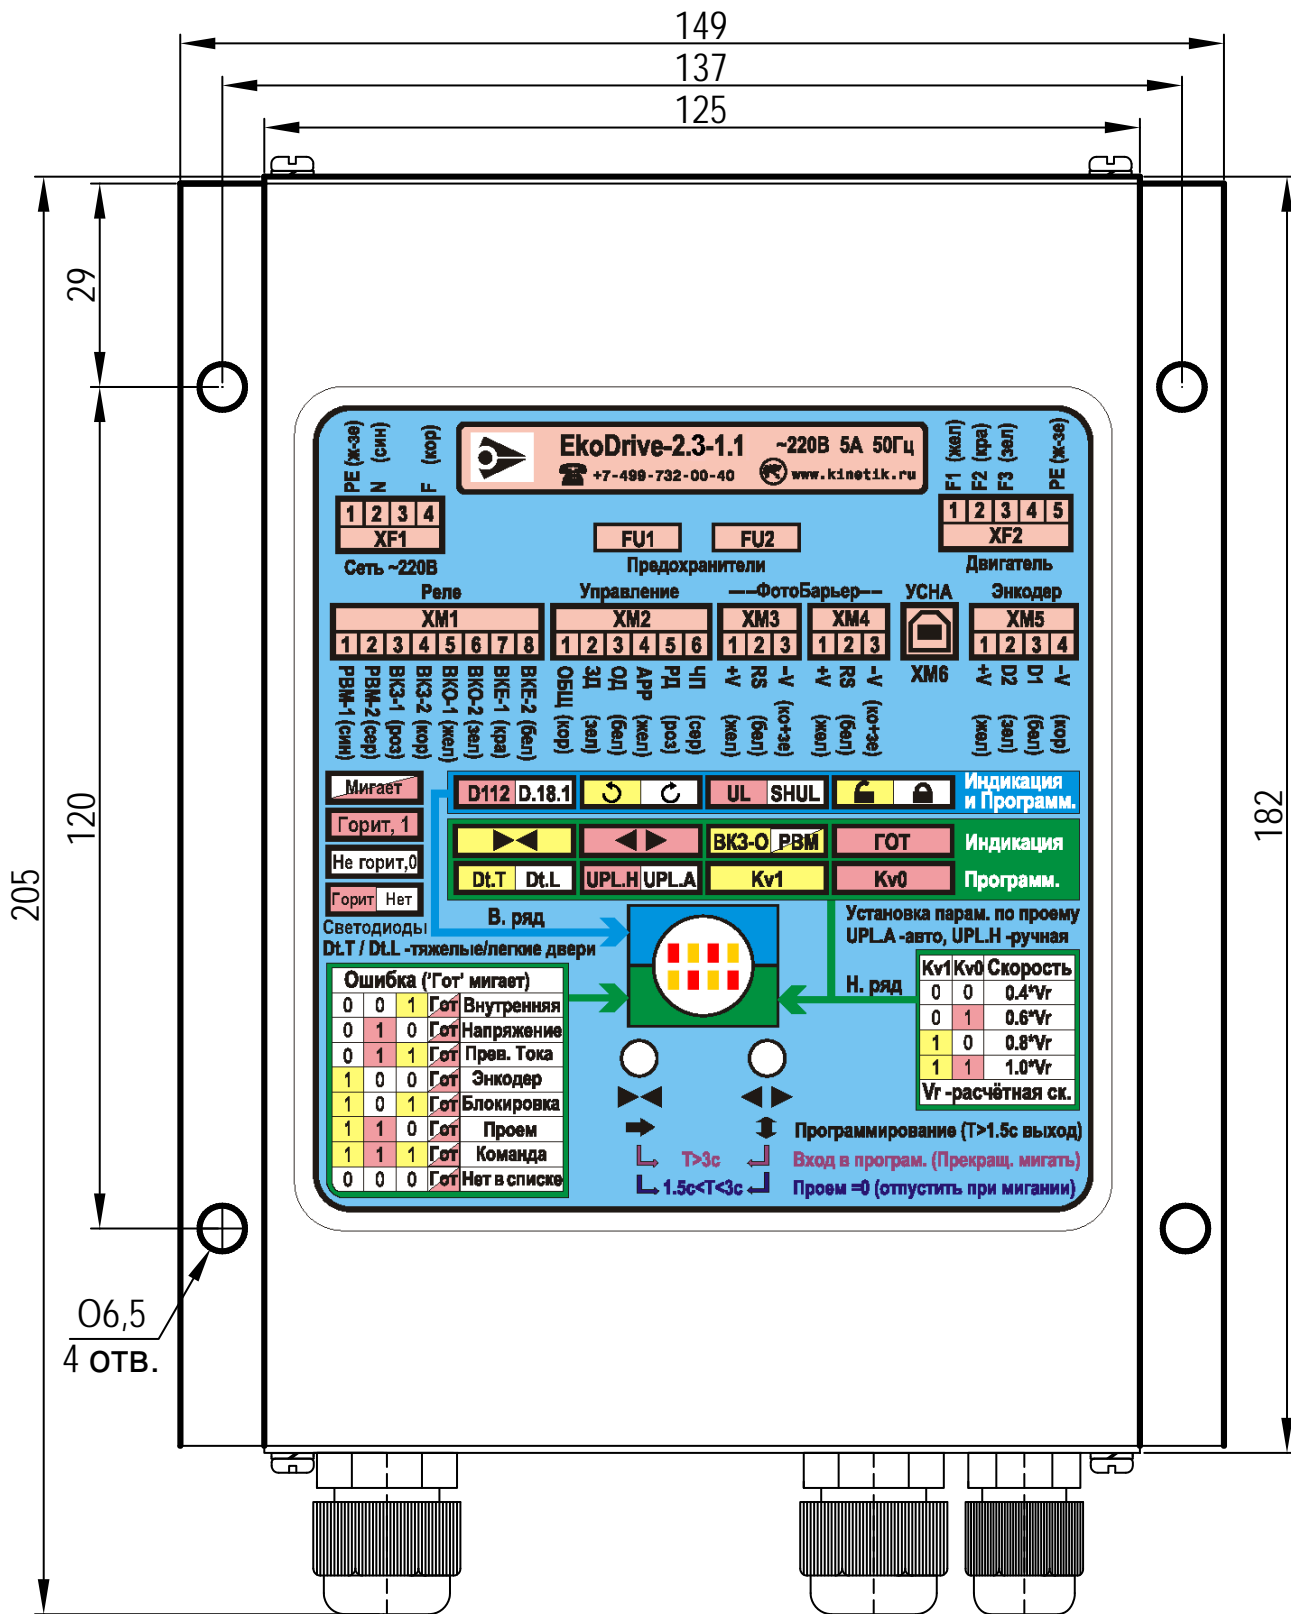 149
137
125
29
120
205
182
O6,5
4 отв.
PE (ж-зе)
N (син)
F (кор)
1 2 3 4
XF1
Сеть ~220В
EkoDrive-2.3-1.1 ~220В 5А 50Гц
+7-499-732-00-40 www.kinetik.ru
F1 (жел)
F2 (кра)
F3 (зел)
PE (ж-зе)
1 2 3 4 5
XF2
Двигатель
FU1 FU2
Предохранители
Реле Управление ----ФотоБарьер--- УСНА Энкодер
XM1 XM2 XM3 XM4 XM5
1 2 3 4 5 6 7 8 1 2 3 4 5 6 1 2 3 1 2 3 1 2 3 4
XM6
РВМ-1 (син)
РВМ-2 (сер)
ВКЗ-1 (роз)
ВКЗ-2 (кор)
ВКО-1 (жел)
ВКО-2 (зел)
ВКЕ-1 (кра)
ВКЕ-2 (бел)
ОБЩ (кор)
ЗД (зел)
ОД (бел)
АРР (жел)
РД (роз)
ЧП (сер)
+V (жел)
RS (бел)
-V (ко+зе)
+V (жел)
RS (бел)
-V (ко+зе)
+V (жел)
D2 (зел)
D1 (бел)
-V (кор)
Мигает
Горит, 1
Не горит,0
Горит Нет
Светодиоды
D112 D.18.1 UL SHUL Индикация
и Программ.
ВКЗ-О РВМ ГОТ Индикация
Dt.T Dt.L UPL.H UPL.A Kv1 Kv0 Программ.
В. ряд
Dt.T / Dt.L -тяжелые/легкие двери
Установка парам. по проему
UPL.A -авто, UPL.H -ручная
Н. ряд
Ошибка ('Гот' мигает)
0 0 1 Гот Внутренняя
0 1 0 Гот Напряжение
0 1 1 Гот Прев. Тока
1 0 0 Гот Энкодер
1 0 1 Гот Блокировка
1 1 0 Гот Проем
1 1 1 Гот Команда
0 0 0 Гот Нет в списке
Kv1 Kv0 Скорость
0 0 0.4*Vr
0 1 0.6*Vr
1 0 0.8*Vr
1 1 1.0*Vr
Vr -расчётная ск.
Программирование (T>1.5с выход)
T>3с Вход в програм. (Прекращ. мигать)
1.5с<T<3с Проем =0 (отпустить при мигании)